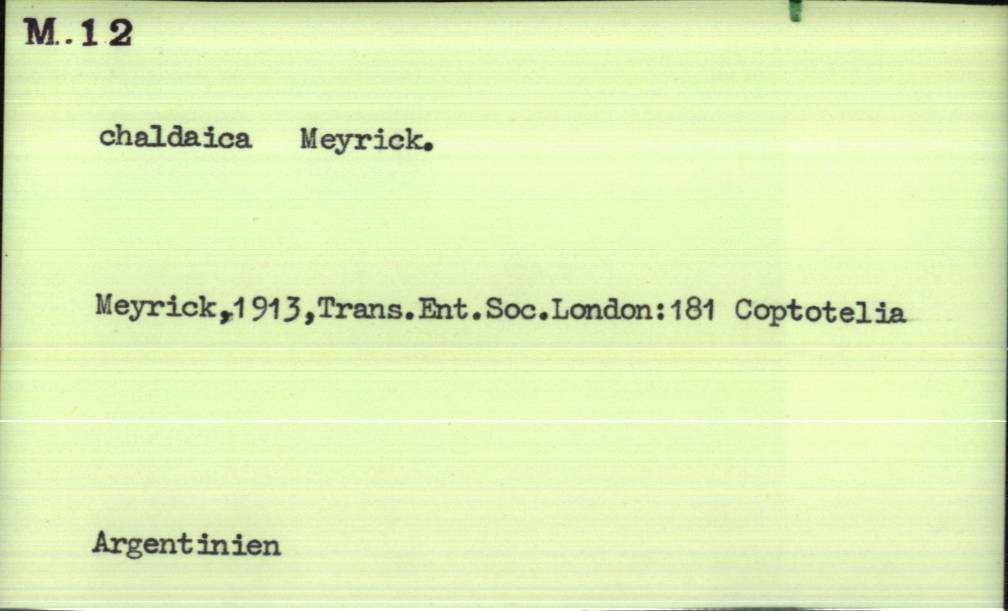 M.12
chaldaica Meyrick.
Meyrick,1913,Trans.Ent.Soc.London:181 Coptotelia
Argentinien